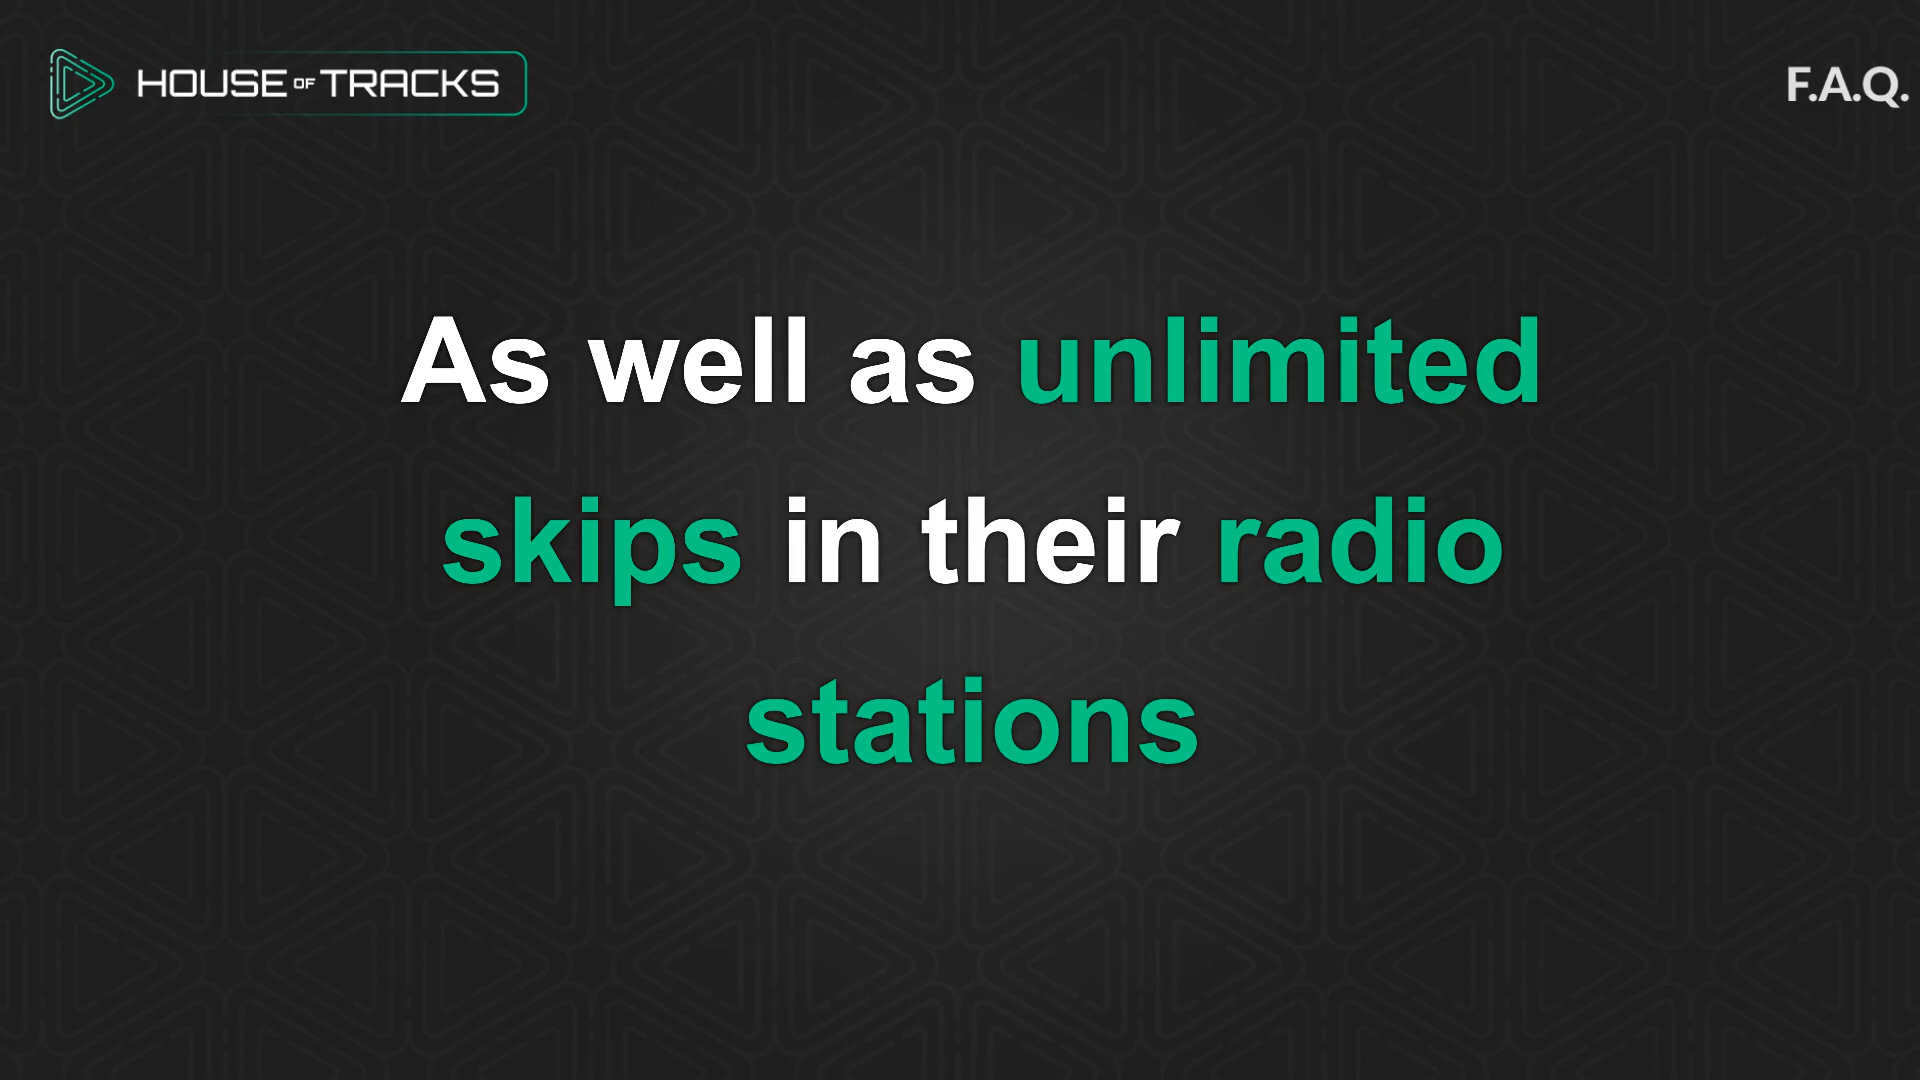 HOUSE OF TRACKS
F.A.Q.
As well as unlimited
skips in their radio
stations